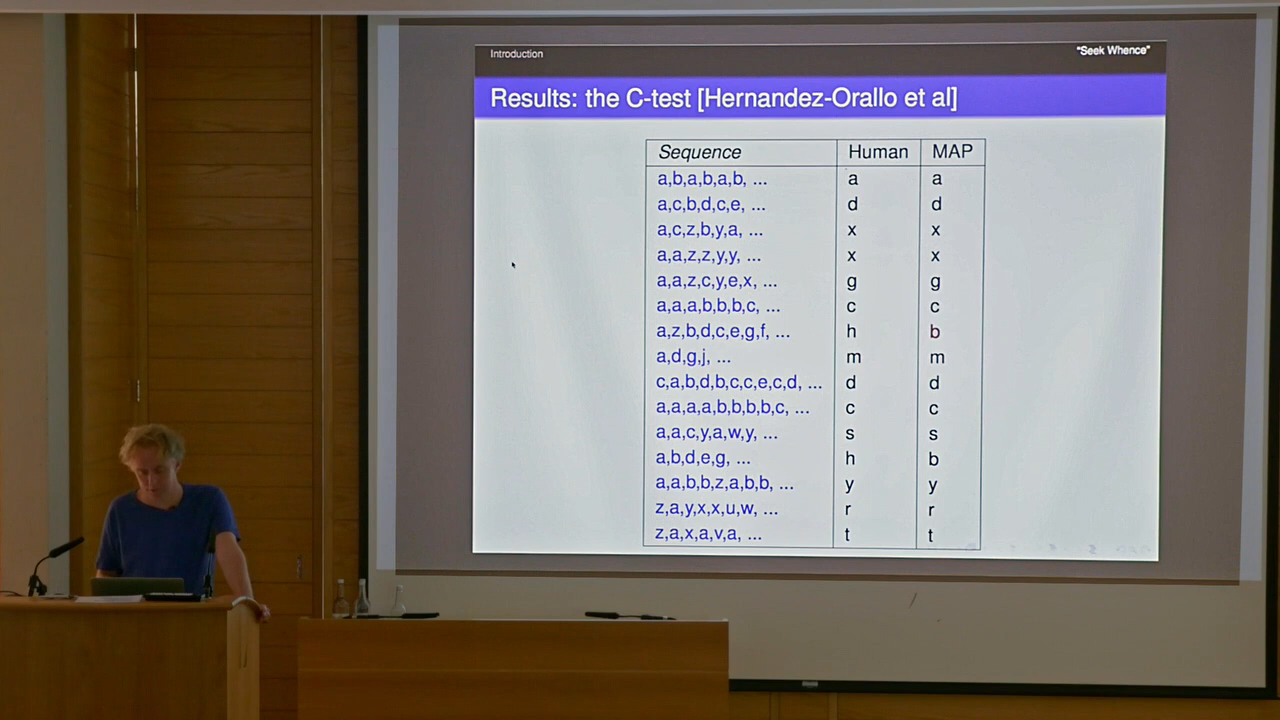 Introduction "Seek Whence"
Results: the C-test [Hernandez-Orallo et al]
Sequence Human MAP
a,b,a,b,a,b, ... a a
a,c,b,d,c,e, ... d d
a,c,z,b,y,a, ... x x
a,a,z,z,y,y, ... x x
a,a,z,c,y,e,x, ... g g
a,a,a,b,b,b,c, ... c c
a,z,b,d,c,e,g,f, ... h b
a,d,g,j, ... m m
c,a,b,d,b,c,c,e,c,d, ... d d
a,a,a,a,b,b,b,b,c, ... c c
a,a,c,y,a,w,y, ... s s
a,b,d,e,g, ... h b
a,a,b,b,z,a,b,b, ... y y
z,a,y,x,x,u,w, ... r r
z,a,x,a,v,a, ... t t